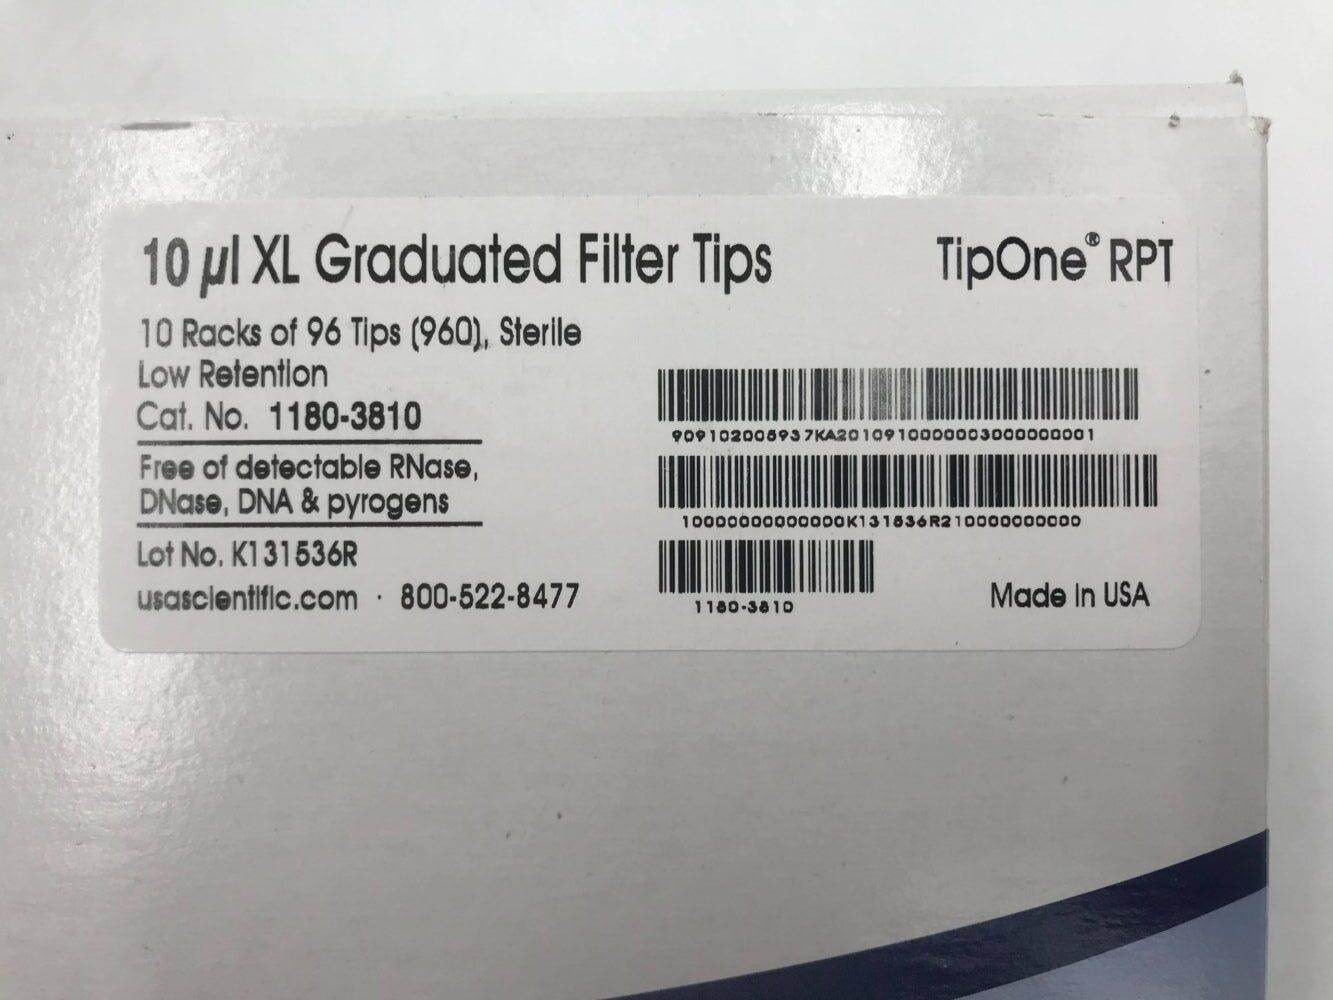 10 µl XL Graduated Filter Tips
TipOne® RPT
10 Racks of 96 Tips (960), Sterile
Low Retention
Cat. No. 1180-3810
Free of detectable RNase,
DNase, DNA & pyrogens
Lot No. K131536R
usascientific.com · 800-522-8477
909102005937KA2010910000003000000001
10000000000000K131536R210000000000
1180-3810
Made in USA